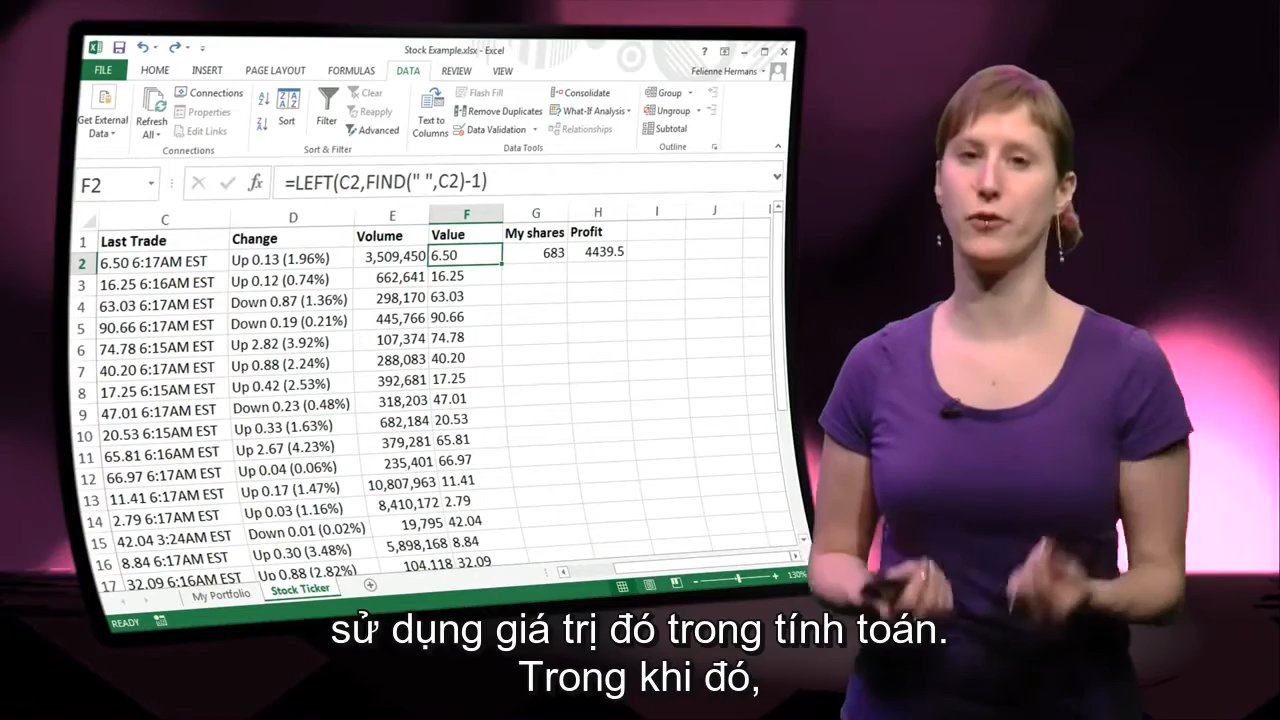 Stock Example.xlsx - Excel
FILE HOME INSERT PAGE LAYOUT FORMULAS DATA REVIEW VIEW Felienne Hermans
Get External Data
Refresh All
Connections
Properties
Edit Links
Connections
Sort
Filter
Clear
Reapply
Advanced
Sort & Filter
Text to Columns
Flash Fill
Remove Duplicates
Data Validation
Consolidate
What-If Analysis
Relationships
Data Tools
Group
Ungroup
Subtotal
Outline
F2 fx =LEFT(C2,FIND(" ",C2)-1)
C D E F G H I J
1 Last Trade Change Volume Value My shares Profit
2 6.50 6:17AM EST Up 0.13 (1.96%) 3,509,450 6.50 683 4439.5
3 16.25 6:16AM EST Up 0.12 (0.74%) 662,641 16.25
4 63.03 6:17AM EST Down 0.87 (1.36%) 298,170 63.03
5 90.66 6:17AM EST Down 0.19 (0.21%) 445,766 90.66
6 74.78 6:15AM EST Up 2.82 (3.92%) 107,374 74.78
7 40.20 6:17AM EST Up 0.88 (2.24%) 288,083 40.20
8 17.25 6:15AM EST Up 0.42 (2.53%) 392,681 17.25
9 47.01 6:17AM EST Down 0.23 (0.48%) 318,203 47.01
10 20.53 6:15AM EST Up 0.33 (1.63%) 682,184 20.53
11 65.81 6:16AM EST Up 2.67 (4.23%) 379,281 65.81
12 66.97 6:17AM EST Up 0.04 (0.06%) 235,401 66.97
13 11.41 6:17AM EST Up 0.17 (1.47%) 10,807,963 11.41
14 2.79 6:17AM EST Up 0.03 (1.16%) 8,410,172 2.79
15 42.04 3:24AM EST Down 0.01 (0.02%) 19,795 42.04
16 8.84 6:17AM EST Up 0.30 (3.48%) 5,898,168 8.84
17 32.09 6:16AM EST Up 0.88 (2.82%) 104,118 32.09
My Portfolio Stock Ticker
READY 130%
sử dụng giá trị đó trong tính toán.
Trong khi đó,